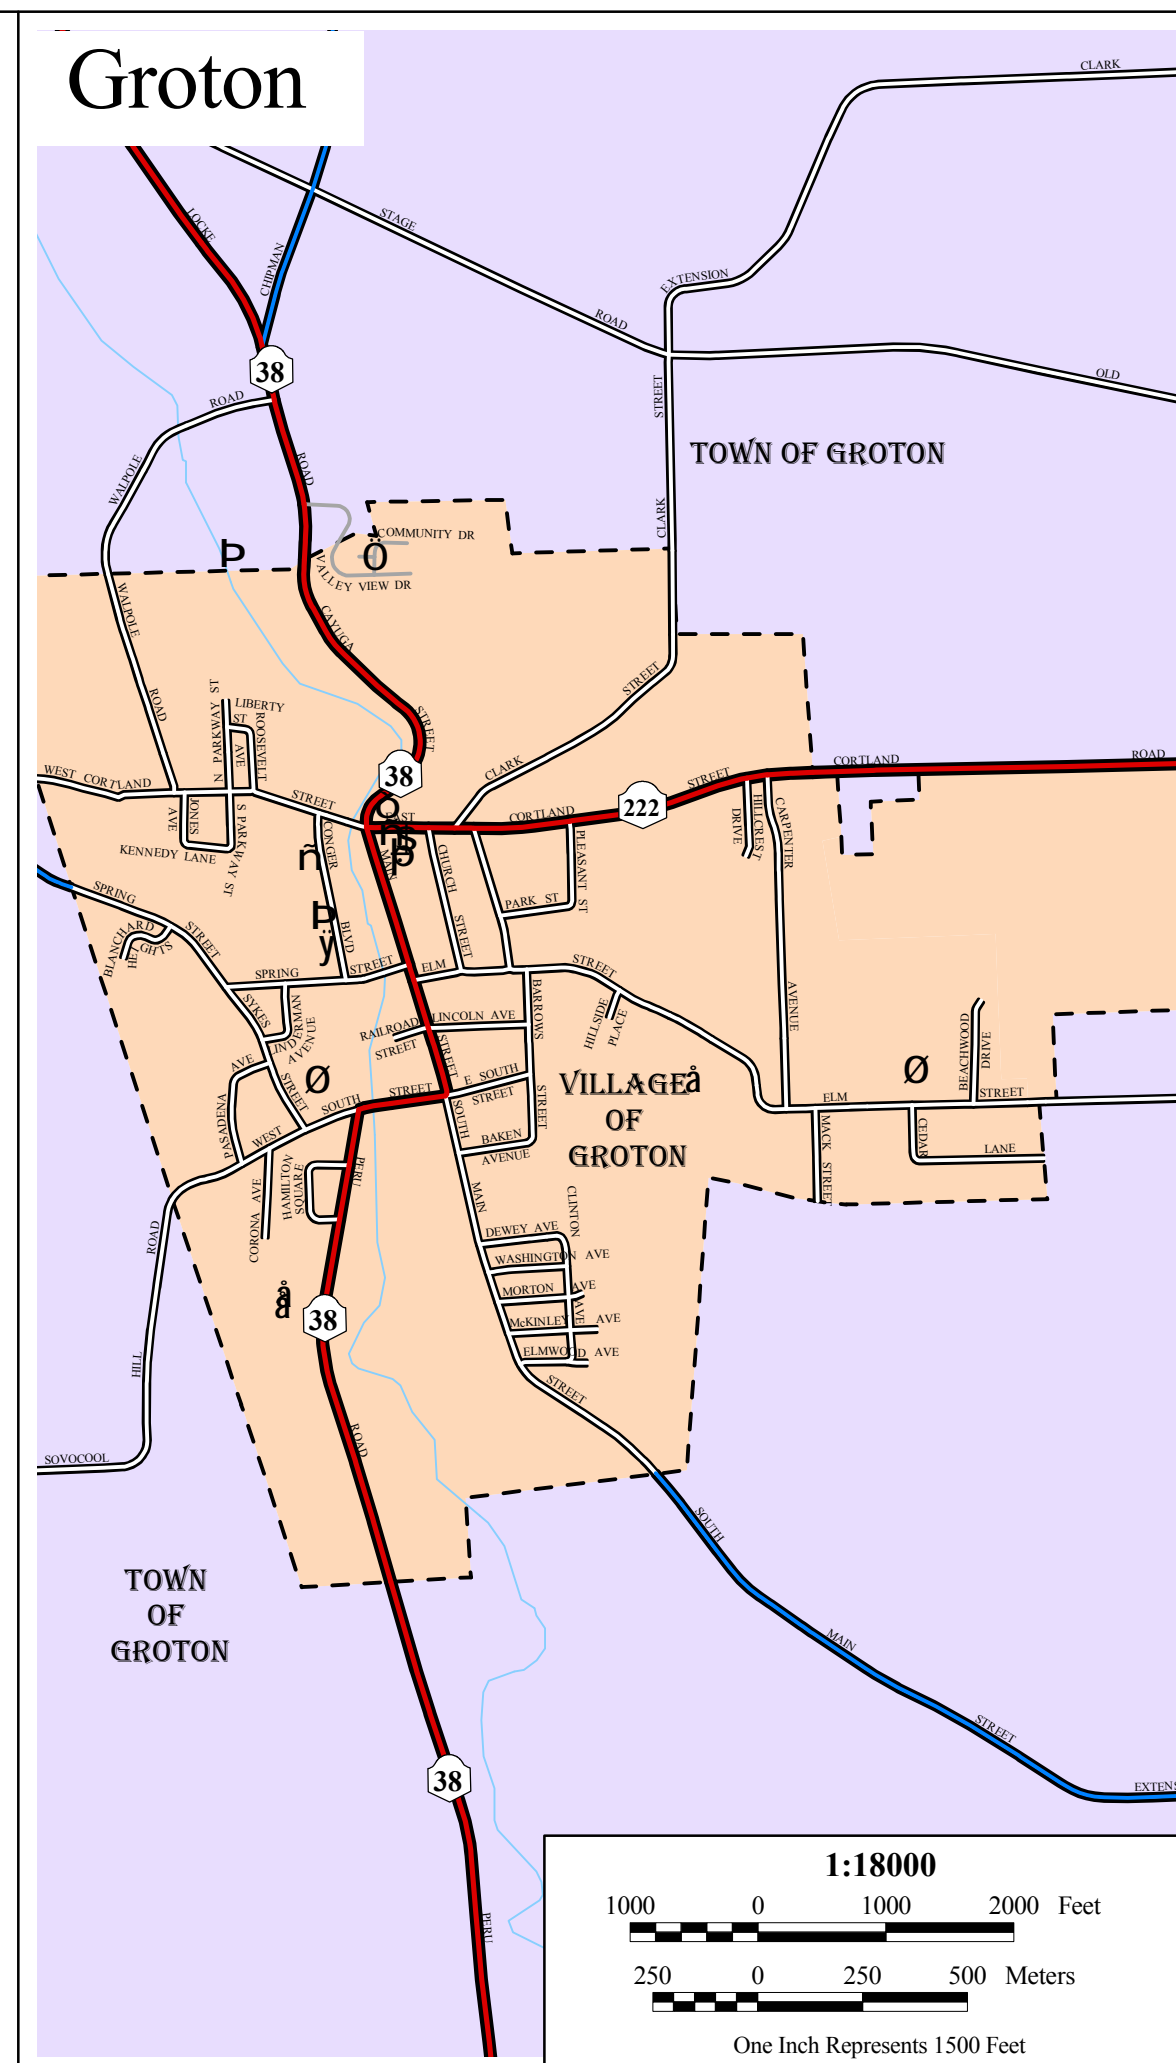 Groton
CLARK
STAGE
LOCKE
CHIPMAN
EXTENSION
ROAD
38
OLD
ROAD
STREET
TOWN OF GROTON
WALPOLE
ROAD
CLARK
COMMUNITY DR
Þ
Ö
VALLEY VIEW DR
WALPOLE
CAYUGA
STREET
N PARKWAY ST
LIBERTY
ST
ROOSEVELT
AVE
ROAD
STREET
38
CLARK
CORTLAND
ROAD
WEST CORTLAND
STREET
STREET
222
JONES
AVE
S PARKWAY ST
EAST
CORTLAND
HILLCREST
DRIVE
CARPENTER
KENNEDY LANE
ñ
CONGER
MAIN
CHURCH
PLEASANT ST
SPRING
PARK ST
BLANCHARD
HEIGHTS
STREET
Þ
ÿ
BLVD
STREET
SPRING
STREET
ELM
STREET
SYKES
LINDERMAN
AVENUE
BARROWS
HILLSIDE
PLACE
AVENUE
RAILROAD
STREET
LINCOLN AVE
BEACHWOOD
DRIVE
AVE
STREET
Ø
STREET
E SOUTH
STREET
VILLAGE
å
OF
GROTON
Ø
PASADENA
SOUTH
STREET
SOUTH
STREET
ELM
STREET
WEST
BAKEN
AVENUE
MACK STREET
CEDAR
LANE
HAMILTON
SQUARE
PERU
CORONA AVE
MAIN
CLINTON
ROAD
DEWEY AVE
WASHINGTON AVE
MORTON AVE
AVE
å
å
38
McKINLEY AVE
ELMWOOD AVE
HILL
STREET
ROAD
SOVOCOOL
SOUTH
TOWN
OF
GROTON
MAIN
STREET
38
EXTENS
PERU
1:18000
1000 0 1000 2000 Feet
250 0 250 500 Meters
One Inch Represents 1500 Feet